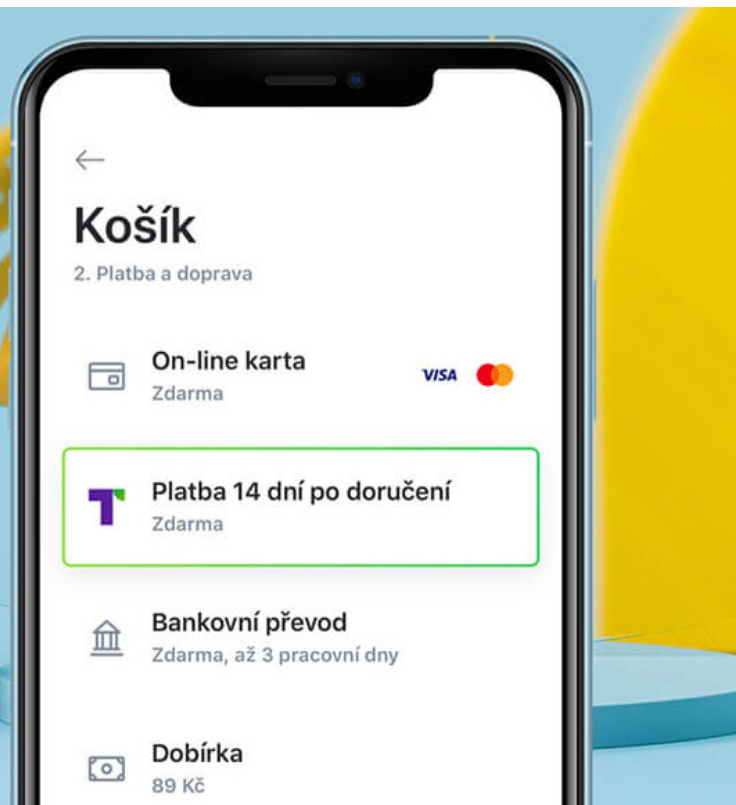 Košík
2. Platba a doprava
On-line karta
Zdarma
VISA
Platba 14 dní po doručení
Zdarma
Bankovní převod
Zdarma, až 3 pracovní dny
Dobírka
89 Kč